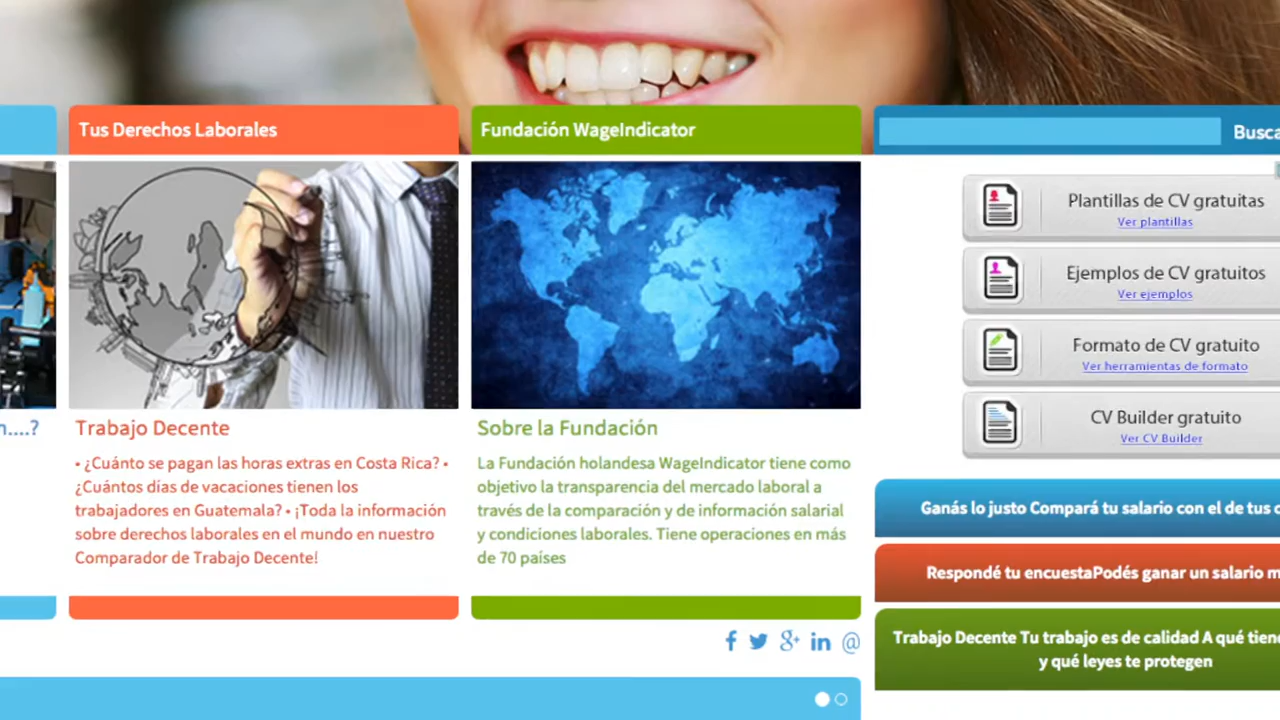 Tus Derechos Laborales
Fundación WageIndicator
Plantillas de CV gratuitas
Ver plantillas
Ejemplos de CV gratuitos
Ver ejemplos
Formato de CV gratuito
Ver herramientas de formato
CV Builder gratuito
Ver CV Builder
Trabajo Decente
• ¿Cuánto se pagan las horas extras en Costa Rica? •
¿Cuántos días de vacaciones tienen los
trabajadores en Guatemala? • ¡Toda la información
sobre derechos laborales en el mundo en nuestro
Comparador de Trabajo Decente!
Sobre la Fundación
La Fundación holandesa WageIndicator tiene como
objetivo la transparencia del mercado laboral a
través de la comparación y de información salarial
y condiciones laborales. Tiene operaciones en más
de 70 países
Ganás lo justo Compará tu salario con el de tus
Respondé tu encuestaPodés ganar un salario
Trabajo Decente Tu trabajo es de calidad A qué
y qué leyes te protegen